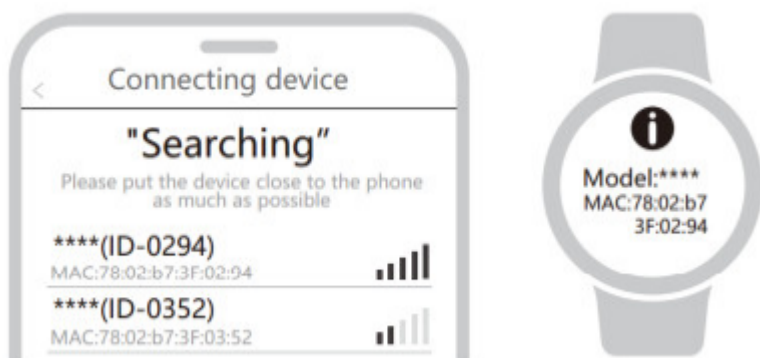 Connecting device
"Searching"
Please put the device close to the phone
as much as possible
****(ID-0294)
MAC:78:02:b7:3F:02:94
****(ID-0352)
MAC:78:02:b7:3F:03:52
i
Model:****
MAC:78:02:b7
3F:02:94